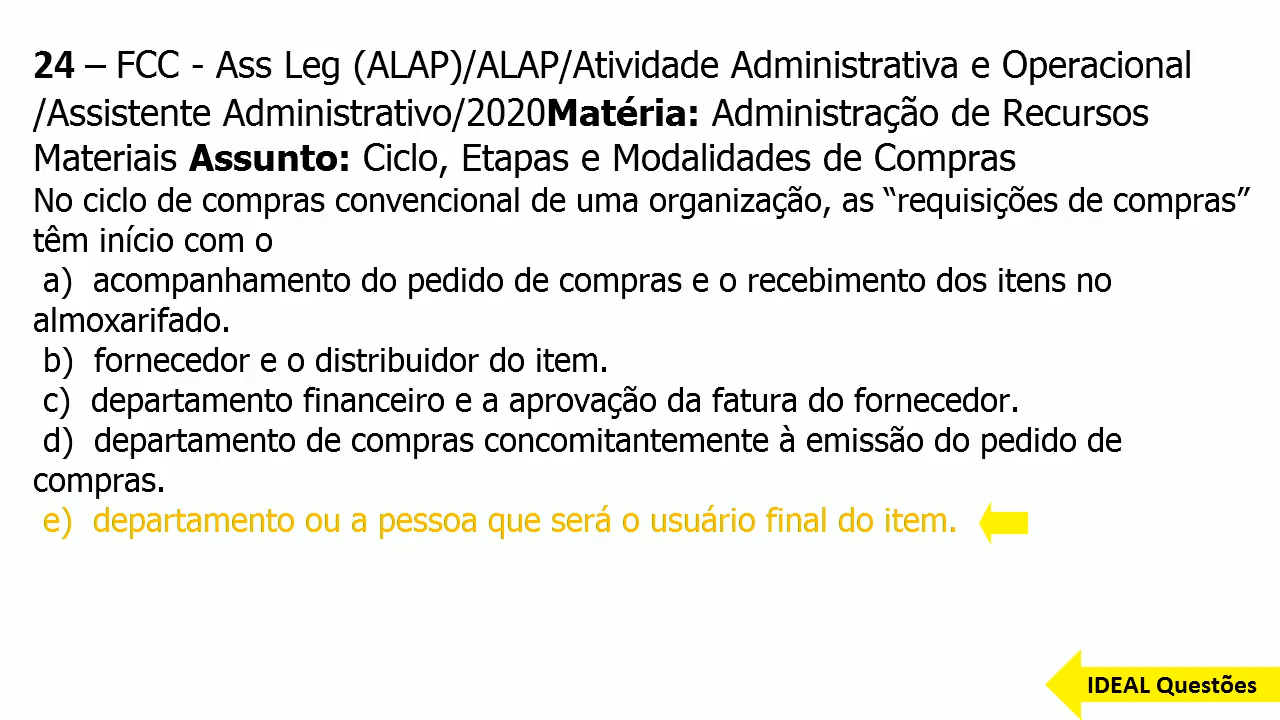 24 – FCC - Ass Leg (ALAP)/ALAP/Atividade Administrativa e Operacional
/Assistente Administrativo/2020Matéria: Administração de Recursos
Materiais Assunto: Ciclo, Etapas e Modalidades de Compras
No ciclo de compras convencional de uma organização, as “requisições de compras”
têm início com o
a) acompanhamento do pedido de compras e o recebimento dos itens no
almoxarifado.
b) fornecedor e o distribuidor do item.
c) departamento financeiro e a aprovação da fatura do fornecedor.
d) departamento de compras concomitantemente à emissão do pedido de
compras.
e) departamento ou a pessoa que será o usuário final do item.
IDEAL Questões